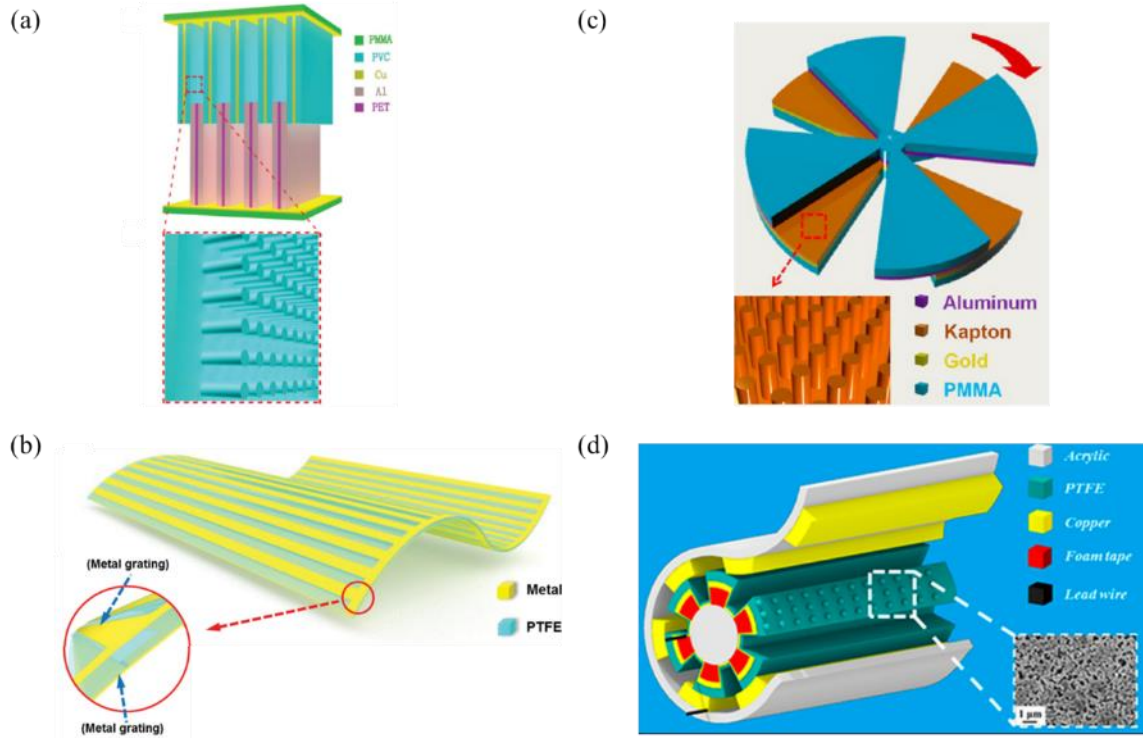 (a)
PMMA
PVC
Cu
Al
PET
(c)
Aluminum
Kapton
Gold
PMMA
(b)
(Metal grating)
Metal
PTFE
(Metal grating)
(d)
Acrylic
PTFE
Copper
Foam tape
Lead wire
1 μm